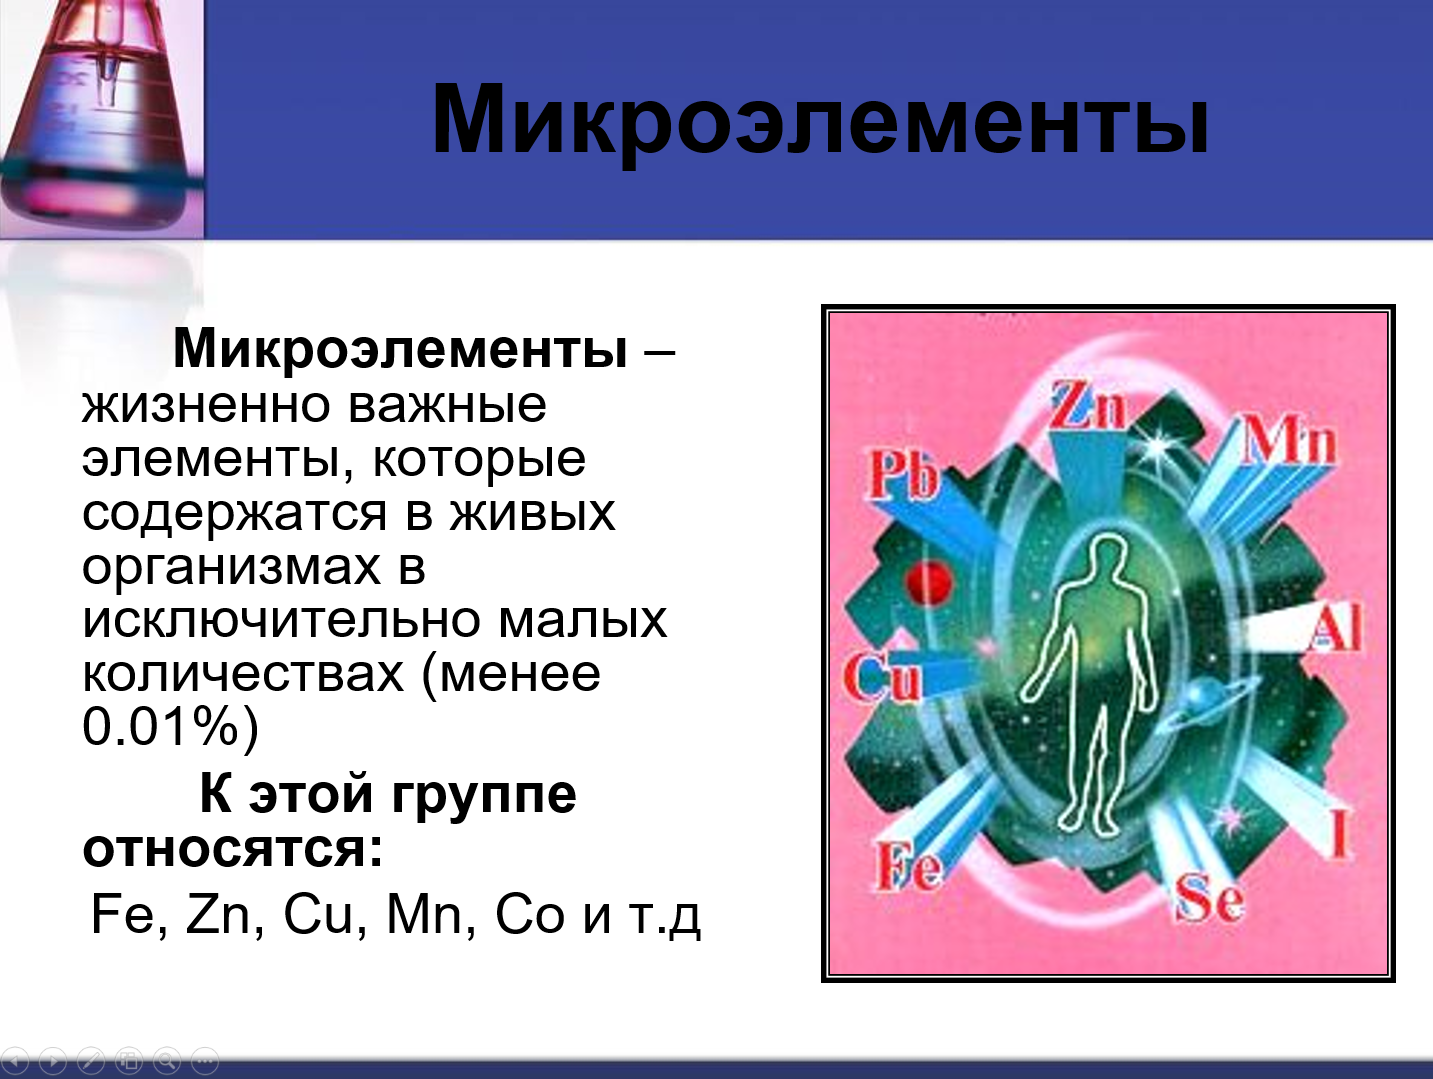 Микроэлементы
Микроэлементы –
жизненно важные
элементы, которые
содержатся в живых
организмах в
исключительно малых
количествах (менее
0.01%)
К этой группе
относятся:
Fe, Zn, Cu, Mn, Co и т.д
Zn
Mn
Pb
Al
Cu
I
Fe
Se